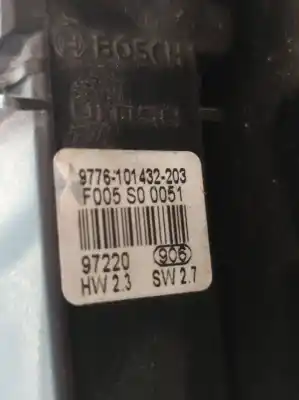 BOSCH
9776-101432-203
F005 S0 0051
97220 906
HW 2.3 SW 2.7